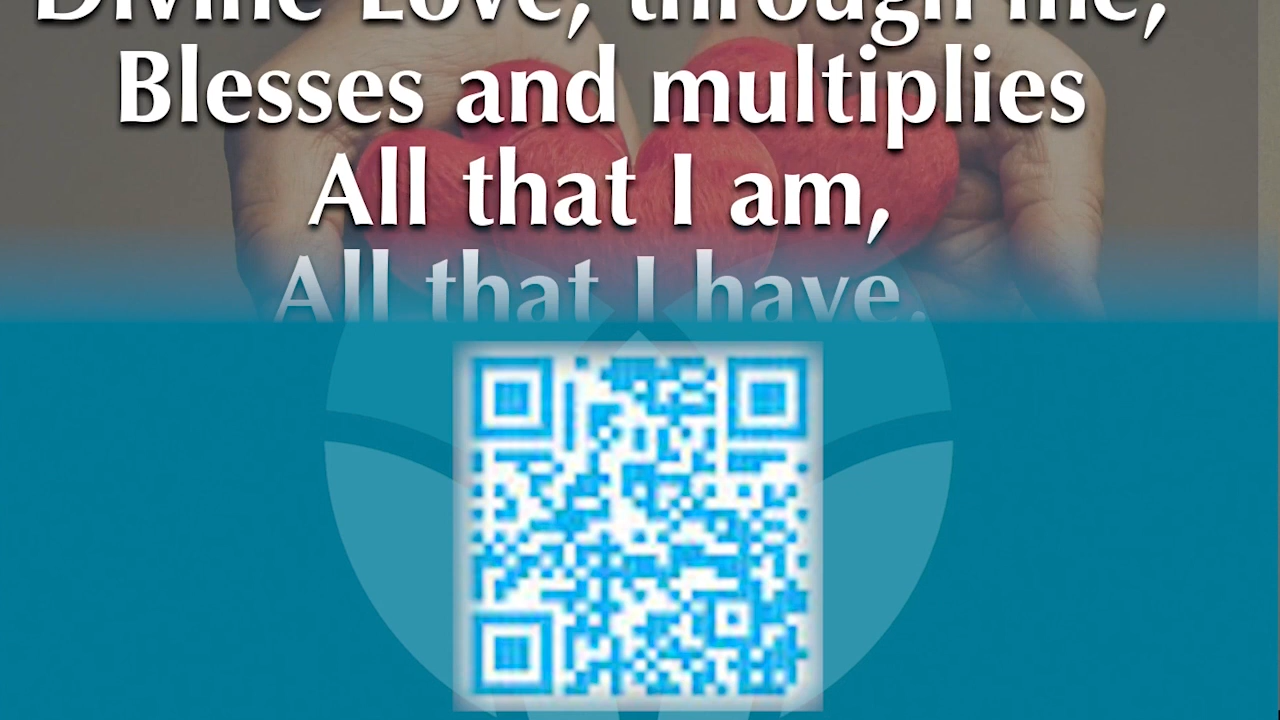 Divine Love, through me,
Blesses and multiplies
All that I am,
All that I have,